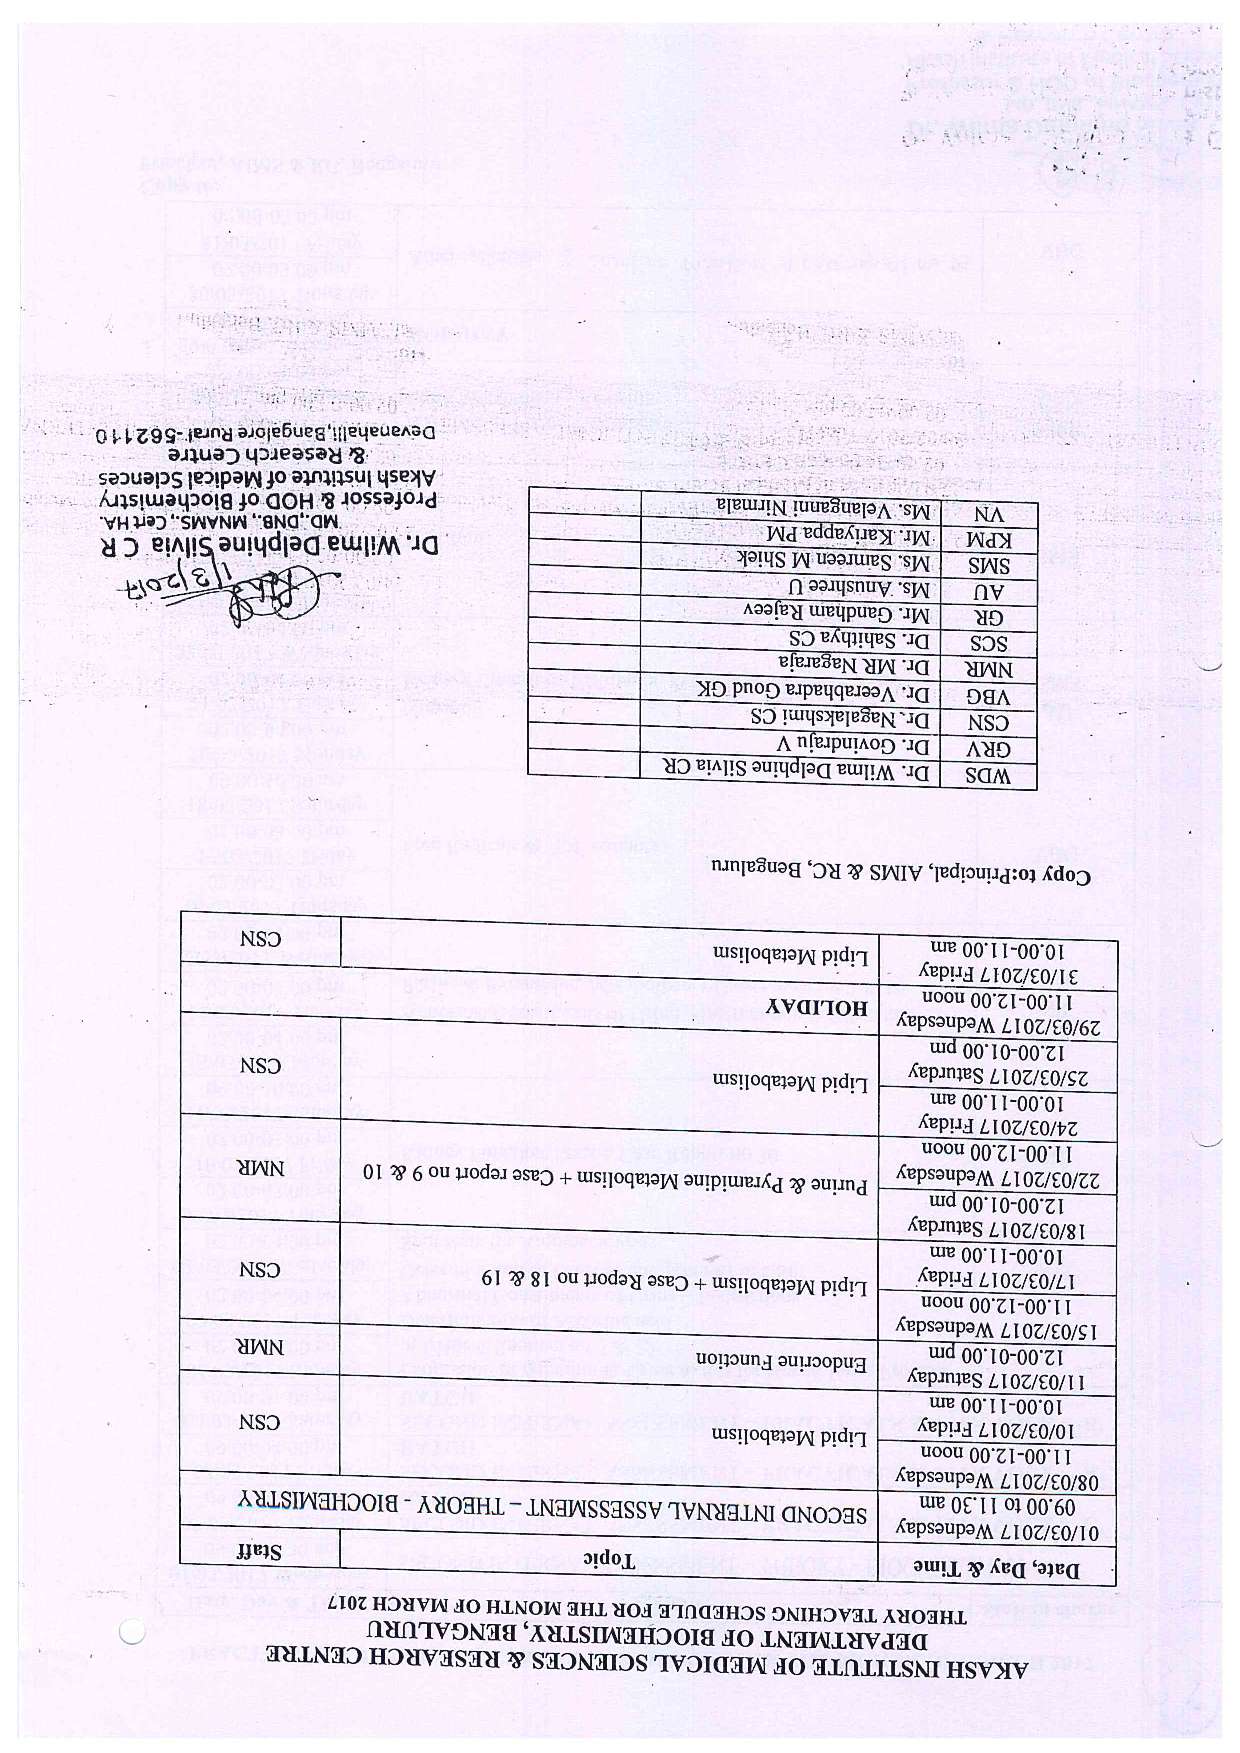 AKASH INSTITUTE OF MEDICAL SCIENCES & RESEARCH CENTRE
DEPARTMENT OF BIOCHEMISTRY, BENGALURU
THEORY TEACHING SCHEDULE FOR THE MONTH OF MARCH 2017
Date, Day & Time Topic Staff
01/03/2017 Wednesday
09.00 to 11.30 am
SECOND INTERNAL ASSESSMENT – THEORY - BIOCHEMISTRY
08/03/2017 Wednesday
11.00-12.00 noon
10/03/2017 Friday
10.00-11.00 am
Lipid Metabolism CSN
11/03/2017 Saturday
12.00-01.00 pm
Endocrine Function NMR
15/03/2017 Wednesday
11.00-12.00 noon
17/03/2017 Friday
10.00-11.00 am
Lipid Metabolism + Case Report no 18 & 19 CSN
18/03/2017 Saturday
12.00-01.00 pm
22/03/2017 Wednesday
11.00-12.00 noon
Purine & Pyramidine Metabolism + Case report no 9 & 10 NMR
24/03/2017 Friday
10.00-11.00 am
25/03/2017 Saturday
12.00-01.00 pm
Lipid Metabolism CSN
29/03/2017 Wednesday
11.00-12.00 noon
HOLIDAY
31/03/2017 Friday
10.00-11.00 am
Lipid Metabolism CSN
Copy to:Principal, AIMS & RC, Bengaluru
WDS Dr. Wilma Delphine Silvia CR
GRV Dr. Govindraju V
CSN Dr. Nagalakshmi CS
VBG Dr. Veerabhadra Goud GK
NMR Dr. MR Nagaraja
SCS Dr. Sahithya CS
GR Mr. Gandham Rajeev
AU Ms. Anushree U
SMS Ms. Samreen M Shiek
KPM Mr. Kariyappa PM
VN Ms. Velanganni Nirmala
1/3/2017
Dr. Wilma Delphine Silvia C R
MD.,DNB., MNAMS., Cert HA.
Professor & HOD of Biochemistry
Akash Institute of Medical Sciences
& Research Centre
Devanahalli,Bangalore Rural-562110